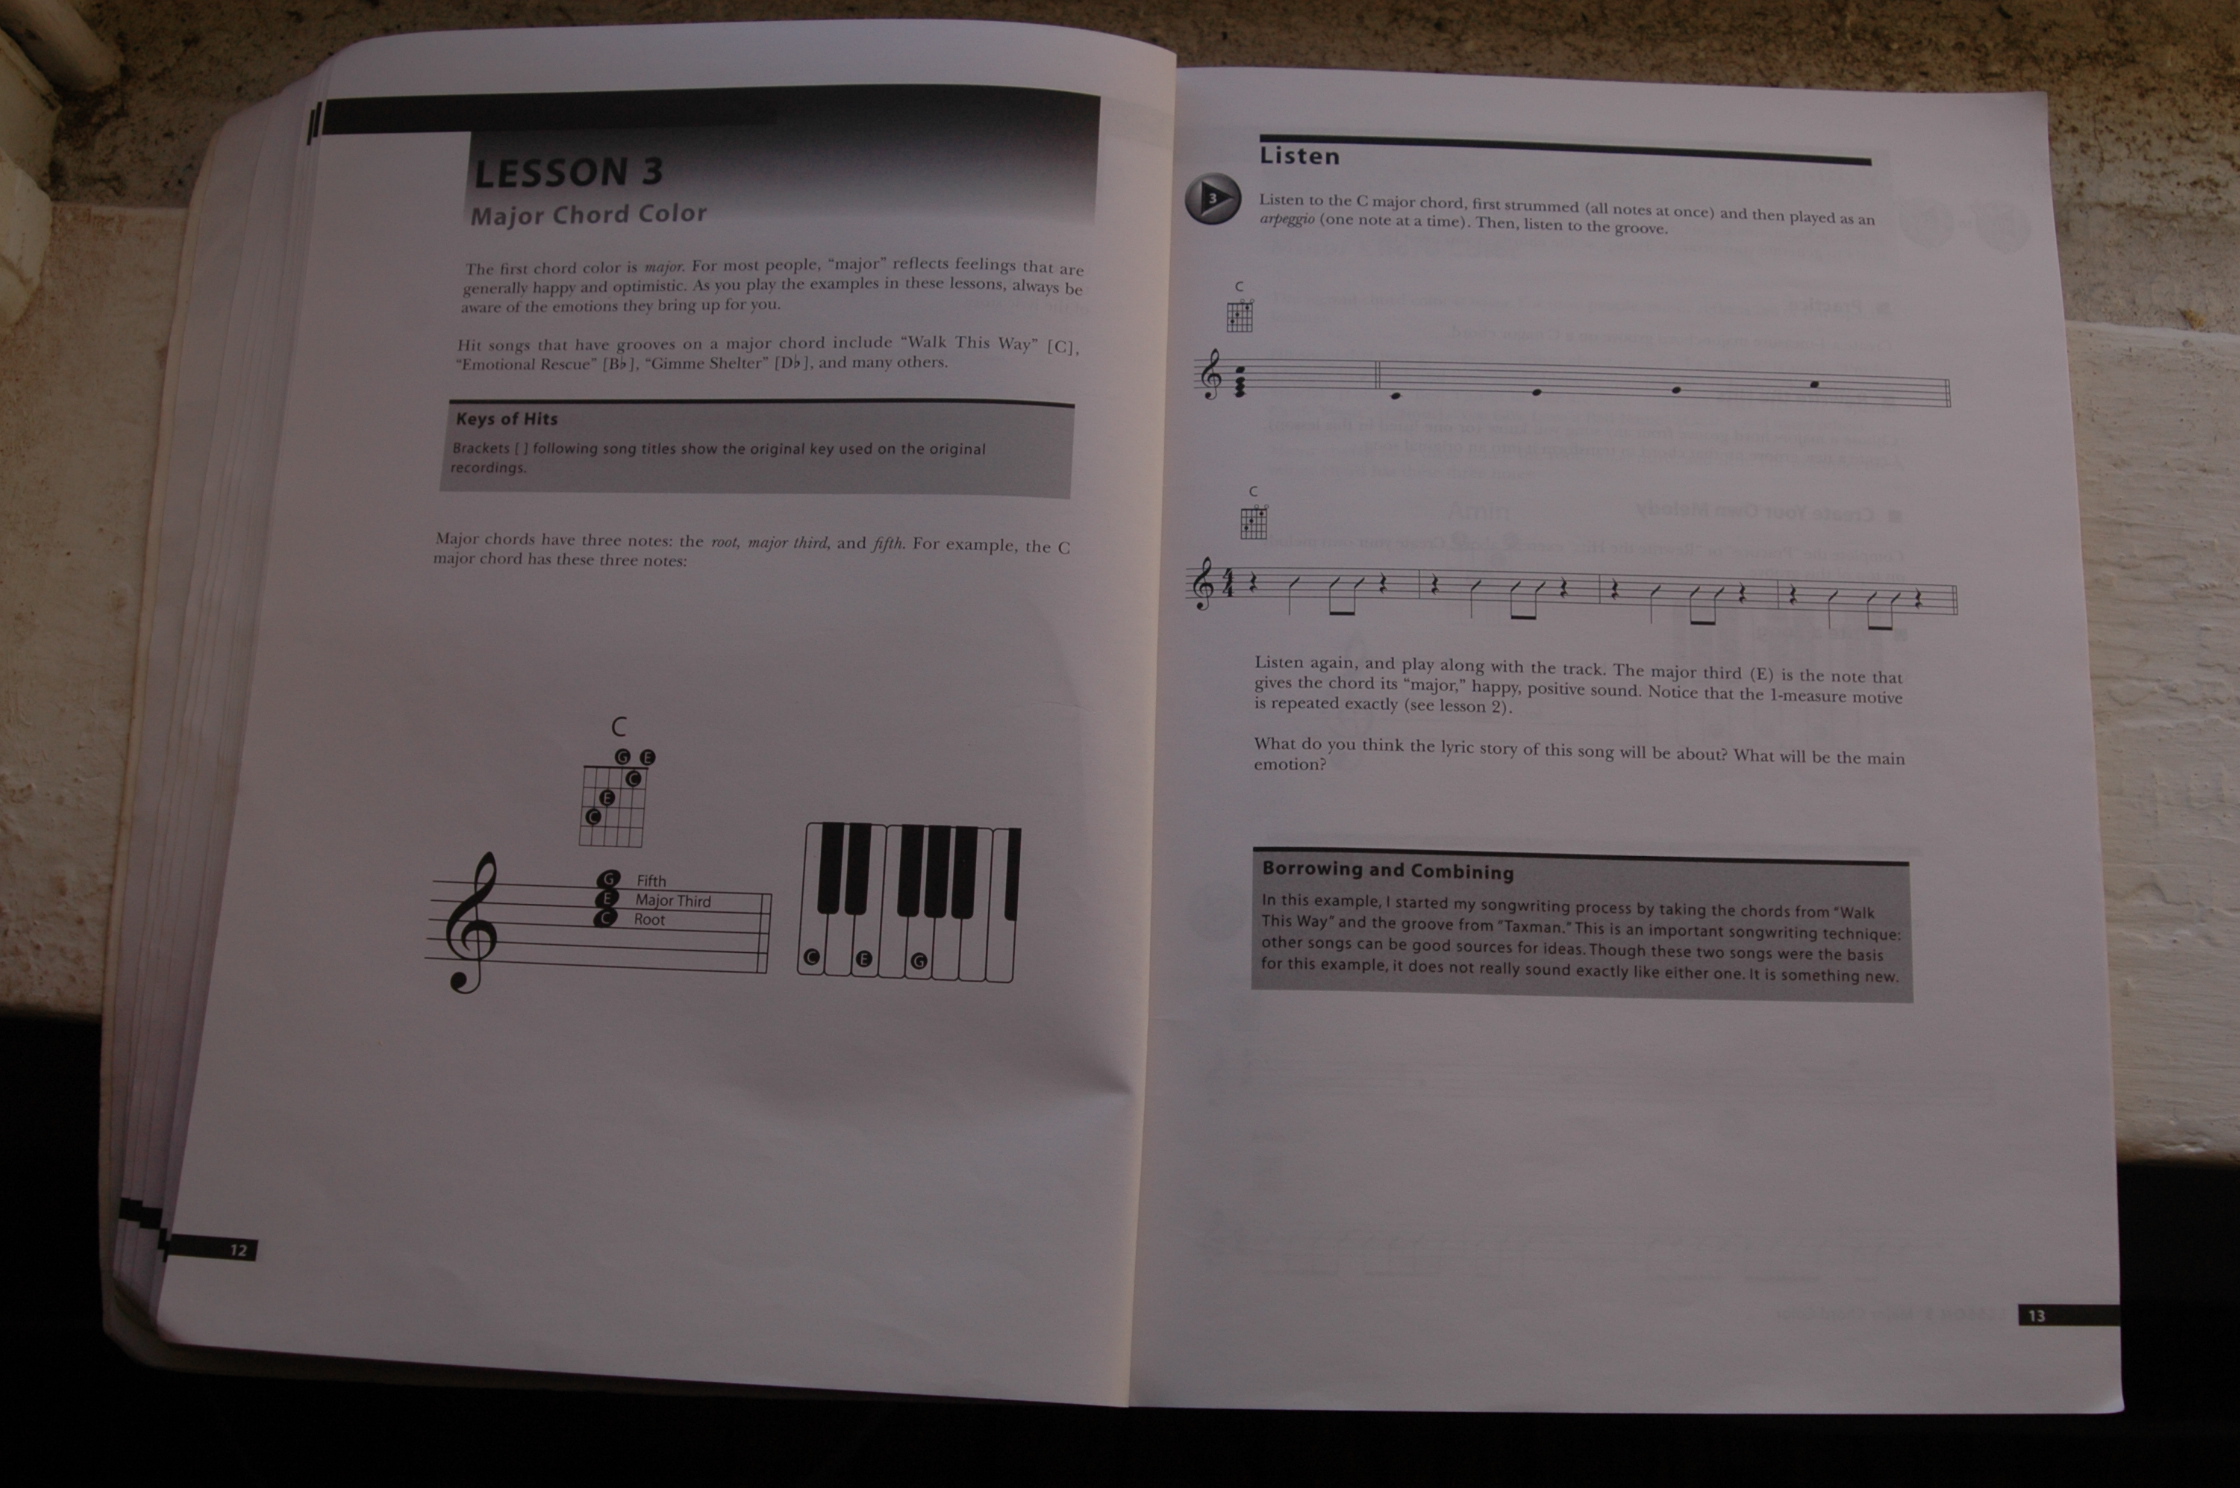 LESSON 3
Major Chord Color
The first chord color is major. For most people, “major” reflects feelings that are
generally happy and optimistic. As you play the examples in these lessons, always be
aware of the emotions they bring up for you.
Hit songs that have grooves on a major chord include “Walk This Way” [C],
“Emotional Rescue” [B♭], “Gimme Shelter” [D♭], and many others.
Keys of Hits
Brackets [ ] following song titles show the original key used on the original
recordings.
Major chords have three notes: the root, major third, and fifth. For example, the C
major chord has these three notes:
C
G E
C
E
C
G Fifth
E Major Third
C Root
C E G
12
Listen
3
Listen to the C major chord, first strummed (all notes at once) and then played as an
arpeggio (one note at a time). Then, listen to the groove.
C
C
4
4
Listen again, and play along with the track. The major third (E) is the note that
gives the chord its “major,” happy, positive sound. Notice that the 1-measure motive
is repeated exactly (see lesson 2).
What do you think the lyric story of this song will be about? What will be the main
emotion?
Borrowing and Combining
In this example, I started my songwriting process by taking the chords from “Walk
This Way” and the groove from “Taxman.” This is an important songwriting technique:
other songs can be good sources for ideas. Though these two songs were the basis
for this example, it does not really sound exactly like either one. It is something new.
13